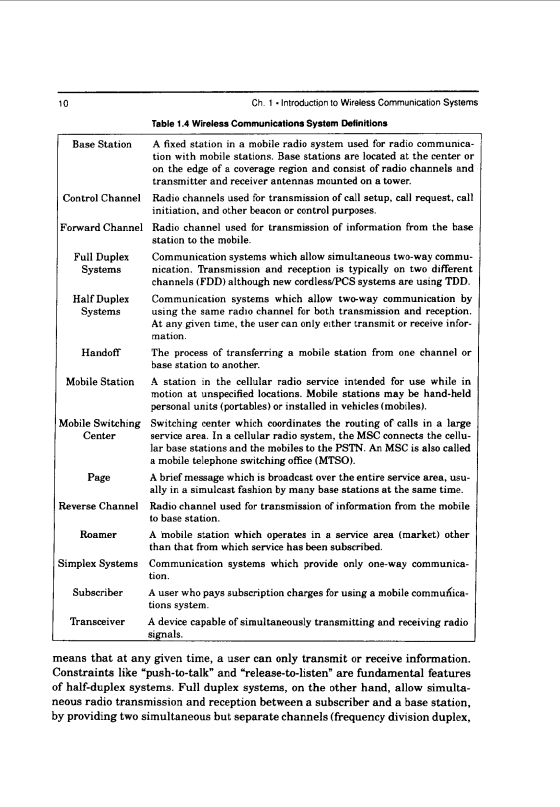 10 Ch. 1 • Introduction to Wireless Communication Systems
Table 1.4 Wireless Communications System Definitions
Base Station A fixed station in a mobile radio system used for radio communica-
tion with mobile stations. Base stations are located at the center or
on the edge of a coverage region and consist of radio channels and
transmitter and receiver antennas mounted on a tower.
Control Channel Radio channels used for transmission of call setup, call request, call
initiation, and other beacon or control purposes.
Forward Channel Radio channel used for transmission of information from the base
station to the mobile.
Full Duplex Communication systems which allow simultaneous two-way commu-
Systems nication. Transmission and reception is typically on two different
channels (FDD) although new cordless/PCS systems are using TDD.
Half Duplex Communication systems which allow two-way communication by
Systems using the same radio channel for both transmission and reception.
At any given time, the user can only either transmit or receive infor-
mation.
Handoff The process of transferring a mobile station from one channel or
base station to another.
Mobile Station A station in the cellular radio service intended for use while in
motion at unspecified locations. Mobile stations may be hand-held
personal units (portables) or installed in vehicles (mobiles).
Mobile Switching Switching center which coordinates the routing of calls in a large
Center service area. In a cellular radio system, the MSC connects the cellu-
lar base stations and the mobiles to the PSTN. An MSC is also called
a mobile telephone switching office (MTSO).
Page A brief message which is broadcast over the entire service area, usu-
ally in a simulcast fashion by many base stations at the same time.
Reverse Channel Radio channel used for transmission of information from the mobile
to base station.
Roamer A mobile station which operates in a service area (market) other
than that from which service has been subscribed.
Simplex Systems Communication systems which provide only one-way communica-
tion.
Subscriber A user who pays subscription charges for using a mobile communica-
tions system.
Transceiver A device capable of simultaneously transmitting and receiving radio
signals.
means that at any given time, a user can only transmit or receive information.
Constraints like “push-to-talk” and “release-to-listen” are fundamental features
of half-duplex systems. Full duplex systems, on the other hand, allow simulta-
neous radio transmission and reception between a subscriber and a base station,
by providing two simultaneous but separate channels (frequency division duplex,